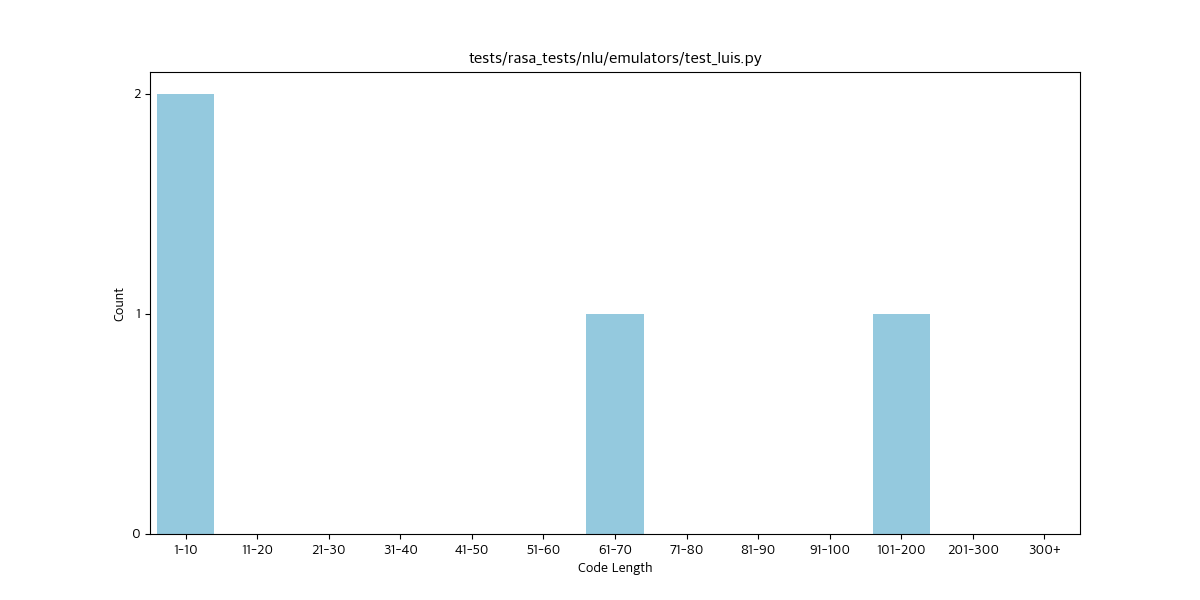 tests/rasa_tests/nlu/emulators/test_luis.py
2
1
0
Count
1-10 11-20 21-30 31-40 41-50 51-60 61-70 71-80 81-90 91-100 101-200 201-300 300+
Code Length